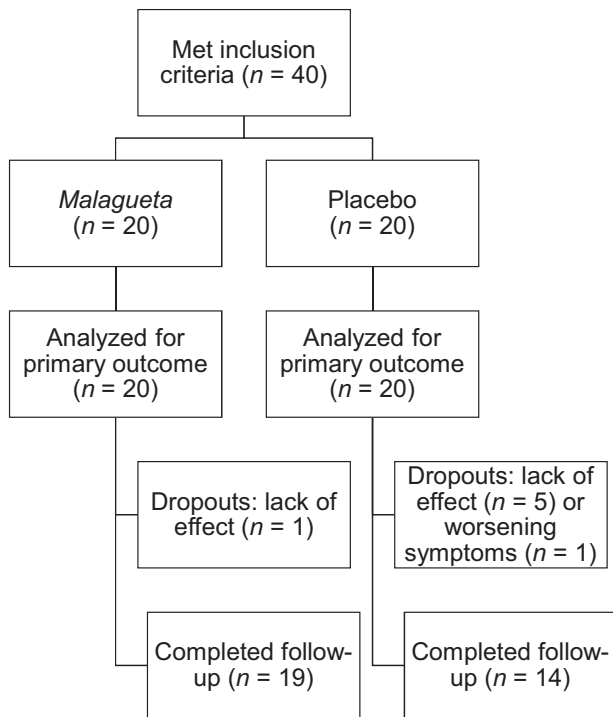 Met inclusion
criteria (n = 40)
Malagueta
(n = 20)
Placebo
(n = 20)
Analyzed for
primary outcome
(n = 20)
Analyzed for
primary outcome
(n = 20)
Dropouts: lack of
effect (n = 1)
Dropouts: lack of
effect (n = 5) or
worsening
symptoms (n = 1)
Completed follow-
up (n = 19)
Completed follow-
up (n = 14)